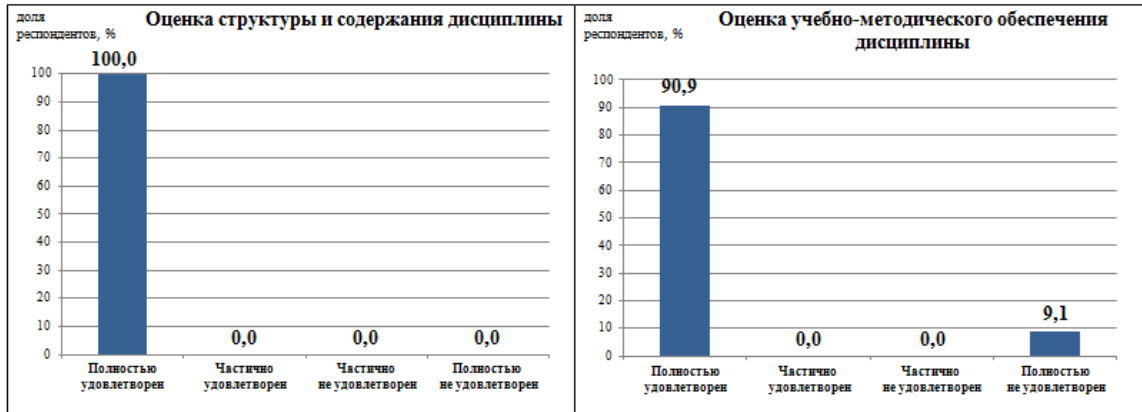 доля
респондентов, %
Оценка структуры и содержания дисциплины
100,0
100
90
80
70
60
50
40
30
20
10
0
0,0
0,0
0,0
Полностью
удовлетворен
Частично
удовлетворен
Частично
не удовлетворен
Полностью
не удовлетворен
доля
респондентов, %
Оценка учебно-методического обеспечения
дисциплины
90,9
100
90
80
70
60
50
40
30
20
10
0
0,0
0,0
9,1
Полностью
удовлетворен
Частично
удовлетворен
Частично
не удовлетворен
Полностью
не удовлетворен